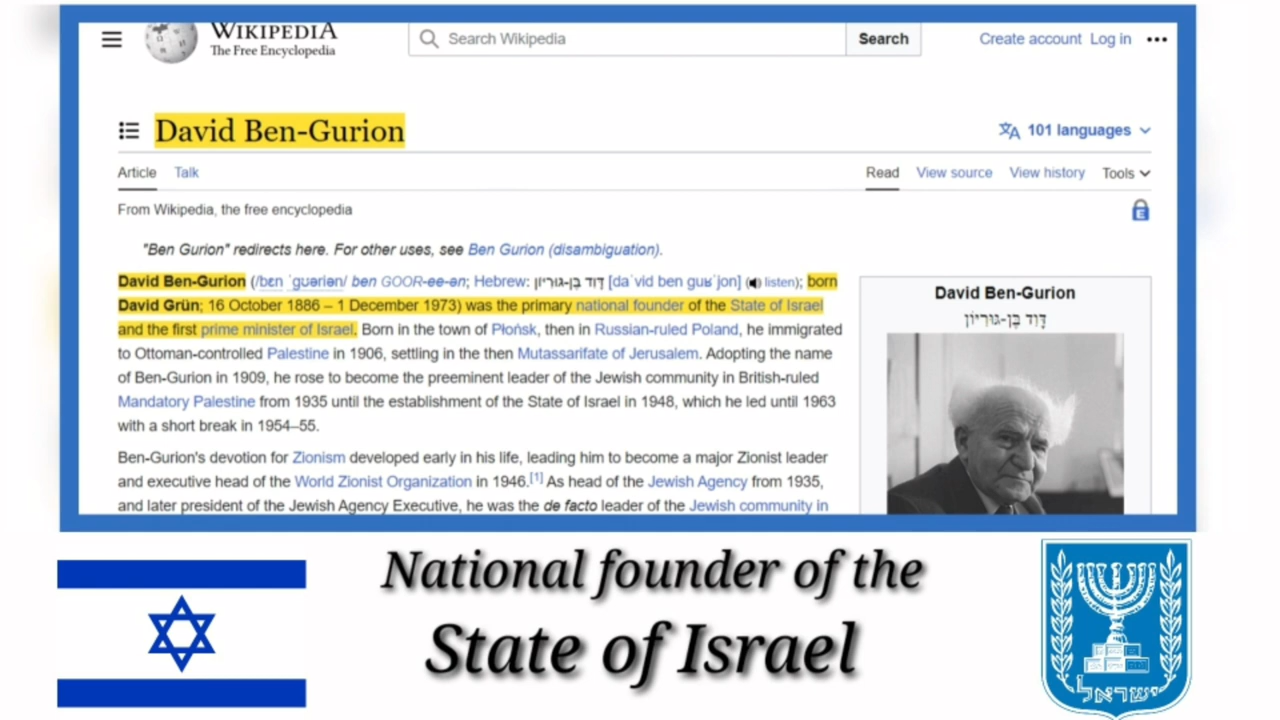 WIKIPEDIA
The Free Encyclopedia
Search Wikipedia
Search
Create account Log in
David Ben-Gurion
101 languages
Article Talk
Read View source View history Tools
From Wikipedia, the free encyclopedia
"Ben Gurion" redirects here. For other uses, see Ben Gurion (disambiguation).
David Ben-Gurion (/bɛn ˈɡʊəriən/ ben GOOR-ee-ən; Hebrew: דָּוִד בֶּן-גּוּרִיּוֹן [daˈvid ben ɡuʁˈjon] (listen); born
David Grün; 16 October 1886 – 1 December 1973) was the primary national founder of the State of Israel
and the first prime minister of Israel. Born in the town of Płońsk, then in Russian-ruled Poland, he immigrated
to Ottoman-controlled Palestine in 1906, settling in the then Mutassarifate of Jerusalem. Adopting the name
of Ben-Gurion in 1909, he rose to become the preeminent leader of the Jewish community in British-ruled
Mandatory Palestine from 1935 until the establishment of the State of Israel in 1948, which he led until 1963
with a short break in 1954–55.
Ben-Gurion's devotion for Zionism developed early in his life, leading him to become a major Zionist leader
and executive head of the World Zionist Organization in 1946.[1] As head of the Jewish Agency from 1935,
and later president of the Jewish Agency Executive, he was the de facto leader of the Jewish community in
David Ben-Gurion
דָּוִד בֶּן-גּוּרִיּוֹן
National founder of the
State of Israel
ישראל